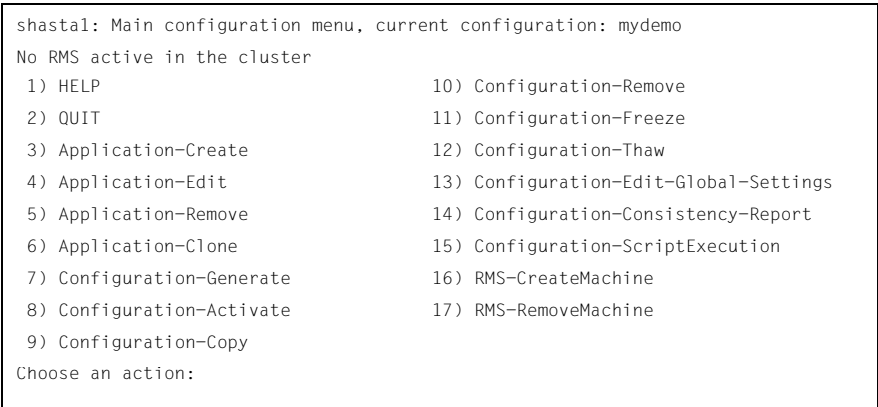 shasta1: Main configuration menu, current configuration: mydemo
No RMS active in the cluster
1) HELP 10) Configuration-Remove
2) QUIT 11) Configuration-Freeze
3) Application-Create 12) Configuration-Thaw
4) Application-Edit 13) Configuration-Edit-Global-Settings
5) Application-Remove 14) Configuration-Consistency-Report
6) Application-Clone 15) Configuration-ScriptExecution
7) Configuration-Generate 16) RMS-CreateMachine
8) Configuration-Activate 17) RMS-RemoveMachine
9) Configuration-Copy
Choose an action: